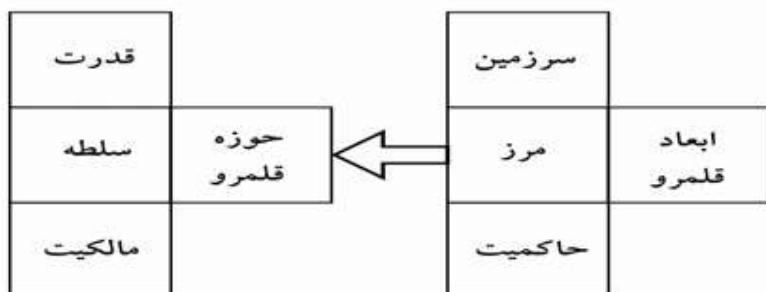 سرزمین
ابعاد
قلمرو
مرز
حاکمیت
قدرت
حوزه
قلمرو
سلطه
مالکیت